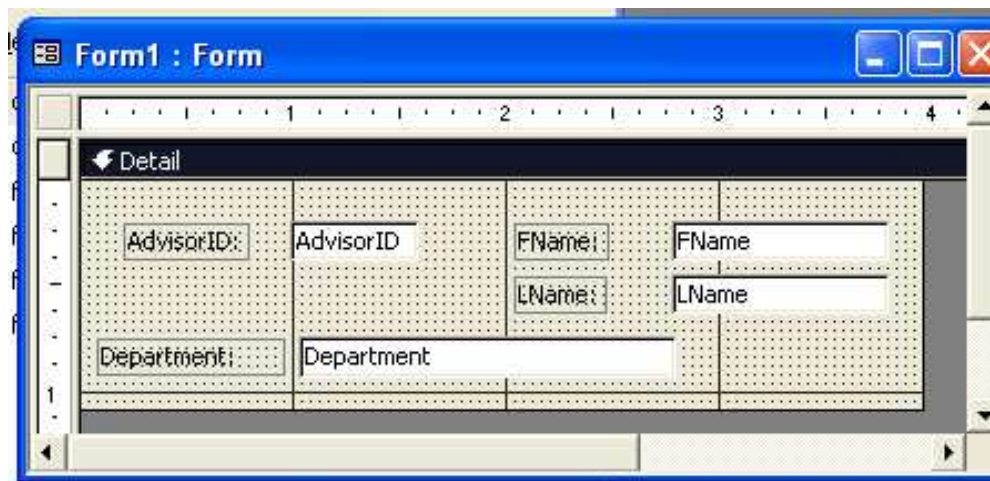 Form1 : Form
1 2 3 4
Detail
AdvisorID: AdvisorID FName: FName
LName: LName
Department: Department
1